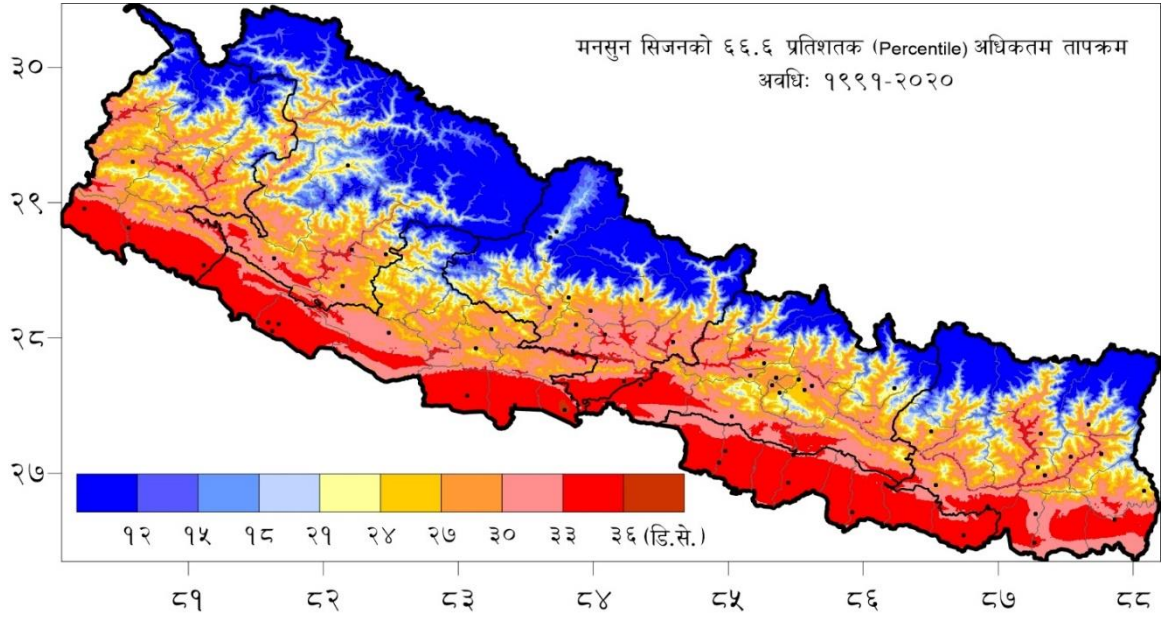 मनसुन सिजनको ६६.६ प्रतिशतक (Percentile) अधिकतम तापक्रम
अवधिः १९९१-२०२०
३०
२९
२८
२७
१२ १५ १८ २१ २४ २७ ३० ३३ ३६ (डि.से.)
८१ ८२ ८३ ८४ ८५ ८६ ८७ ८८